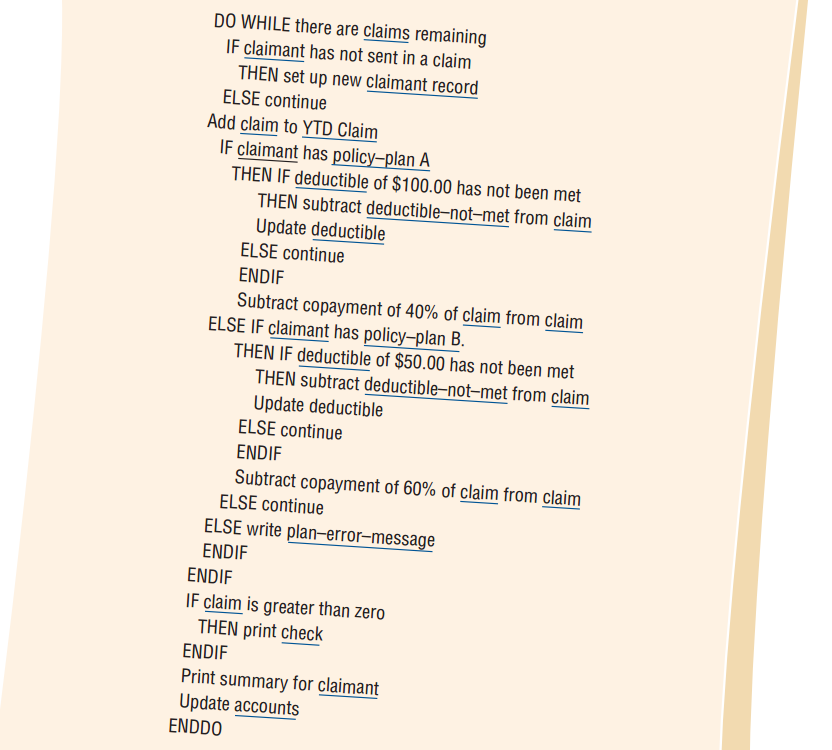 DO WHILE there are claims remaining
IF claimant has not sent in a claim
THEN set up new claimant record
ELSE continue
Add claim to YTD Claim
IF claimant has policy–plan A
THEN IF deductible of $100.00 has not been met
THEN subtract deductible–not–met from claim
Update deductible
ELSE continue
ENDIF
Subtract copayment of 40% of claim from claim
ELSE IF claimant has policy–plan B.
THEN IF deductible of $50.00 has not been met
THEN subtract deductible–not–met from claim
Update deductible
ELSE continue
ENDIF
Subtract copayment of 60% of claim from claim
ELSE continue
ELSE write plan–error–message
ENDIF
ENDIF
IF claim is greater than zero
THEN print check
ENDIF
Print summary for claimant
Update accounts
ENDDO